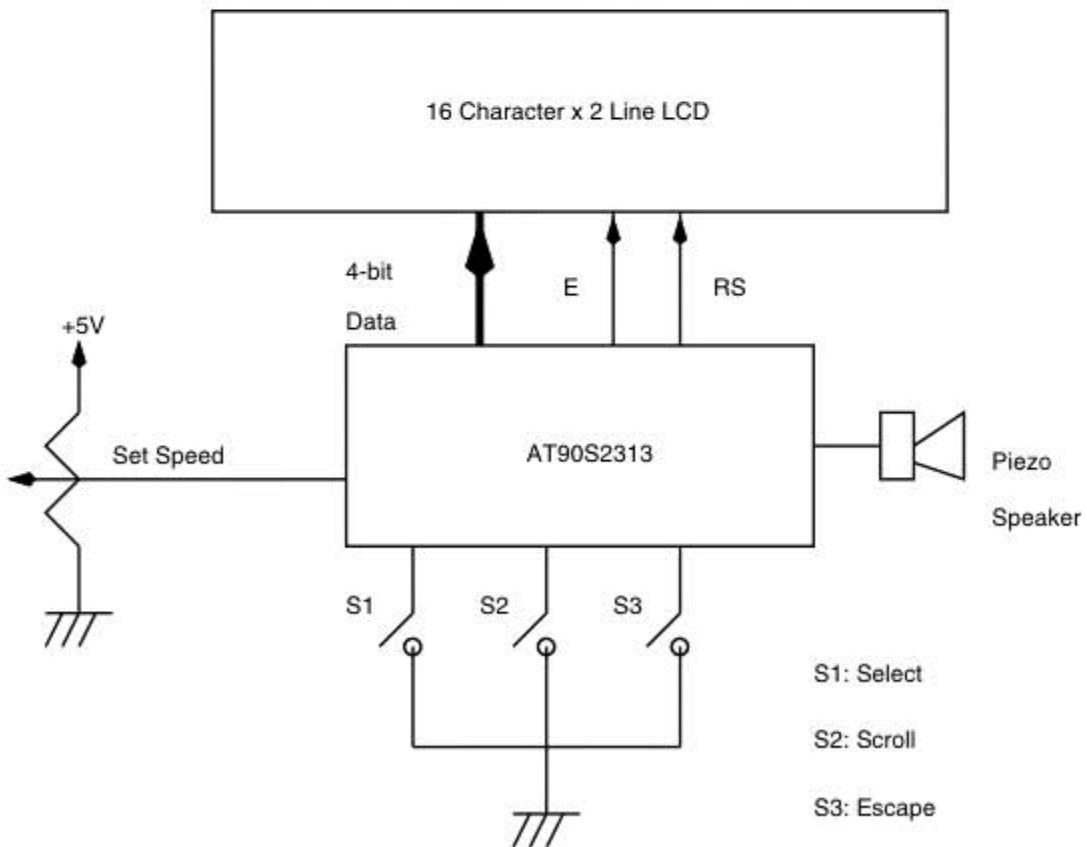 16 Character x 2 Line LCD
4-bit
Data
E
RS
+5V
Set Speed
AT90S2313
Piezo
Speaker
S1
S2
S3
S1: Select
S2: Scroll
S3: Escape